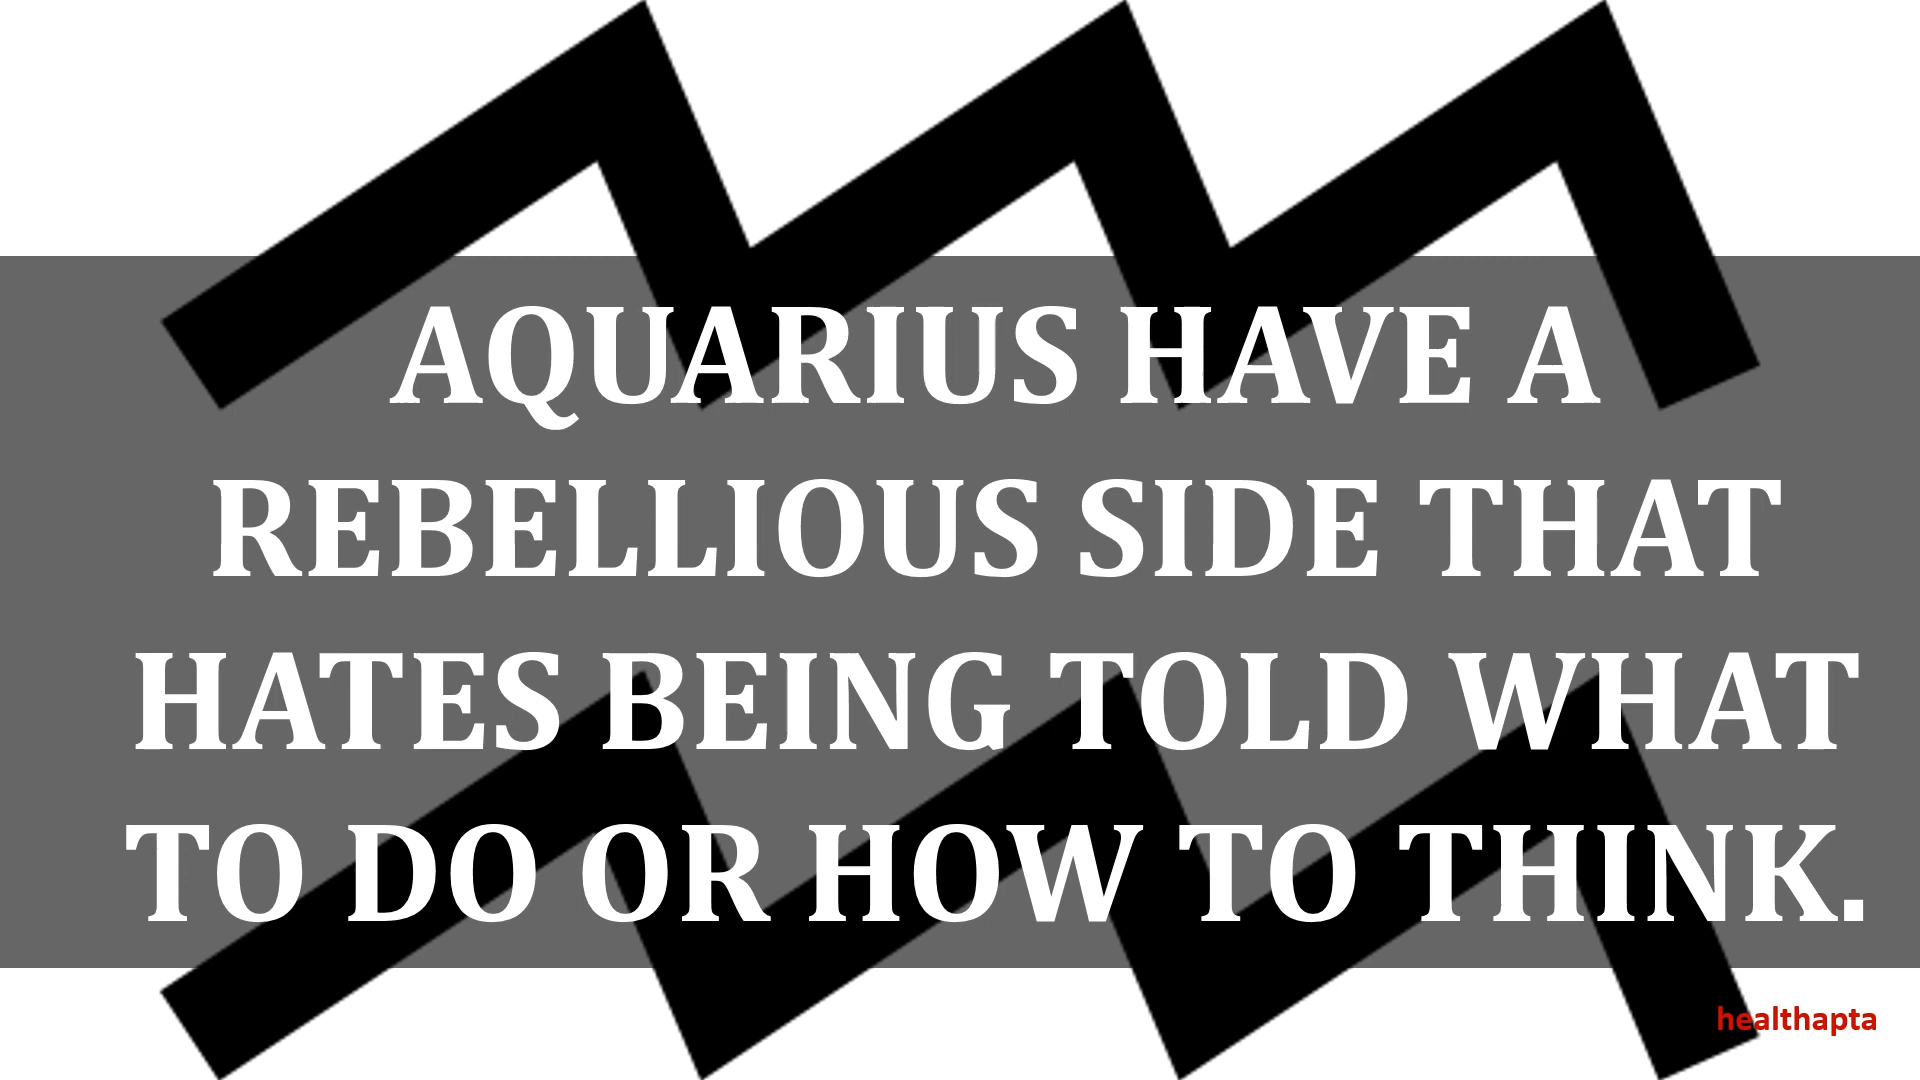 AQUARIUS HAVE A
REBELLIOUS SIDE THAT
HATES BEING TOLD WHAT
TO DO OR HOW TO THINK.
healthapta